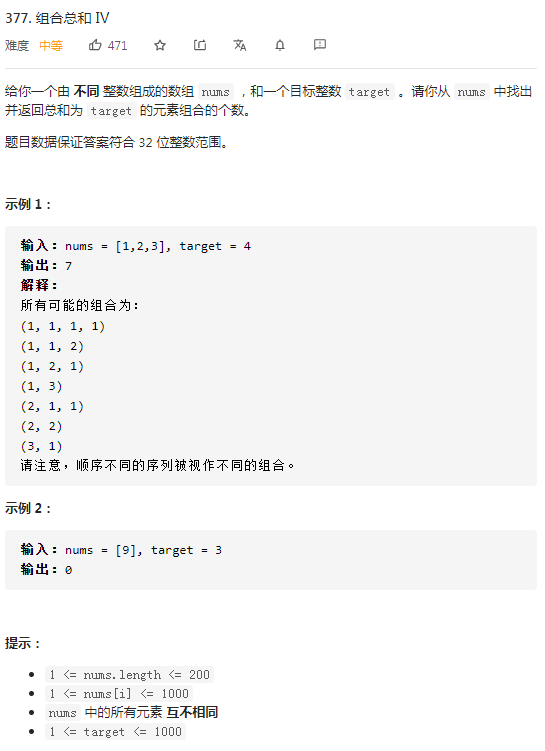 377. 组合总和 IV
难度 中等 471
给你一个由 不同 整数组成的数组 nums ，和一个目标整数 target 。请你从 nums 中找出
并返回总和为 target 的元素组合的个数。
题目数据保证答案符合 32 位整数范围。
示例 1：
输入：nums = [1,2,3], target = 4
输出：7
解释：
所有可能的组合为：
(1, 1, 1, 1)
(1, 1, 2)
(1, 2, 1)
(1, 3)
(2, 1, 1)
(2, 2)
(3, 1)
请注意，顺序不同的序列被视作不同的组合。
示例 2：
输入：nums = [9], target = 3
输出：0
提示：
1 <= nums.length <= 200
1 <= nums[i] <= 1000
nums 中的所有元素 互不相同
1 <= target <= 1000